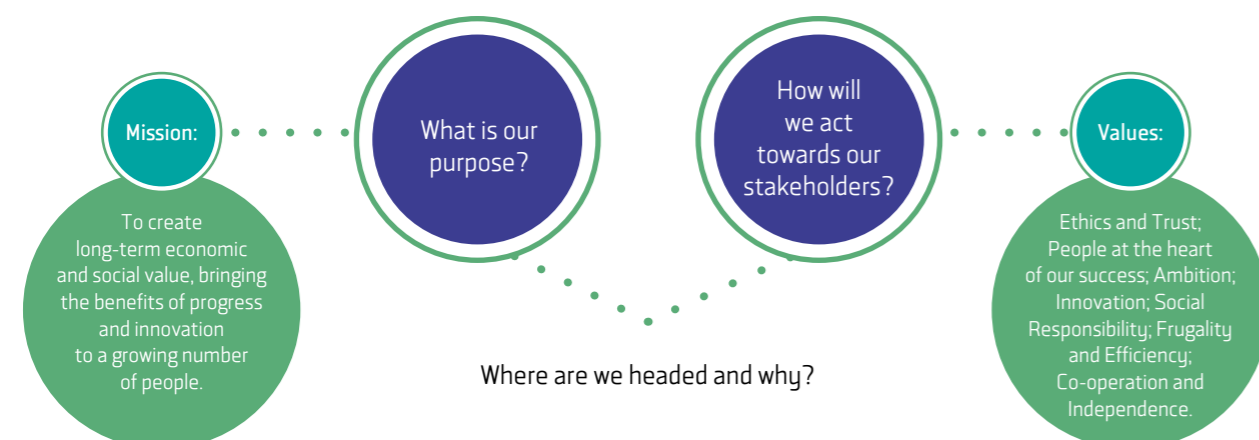 Mission:
To create
long-term economic
and social value, bringing
the benefits of progress
and innovation
to a growing number
of people.
What is our
purpose?
How will
we act
towards our
stakeholders?
Values:
Ethics and Trust;
People at the heart
of our success; Ambition;
Innovation; Social
Responsibility; Frugality
and Efficiency;
Co-operation and
Independence.
Where are we headed and why?